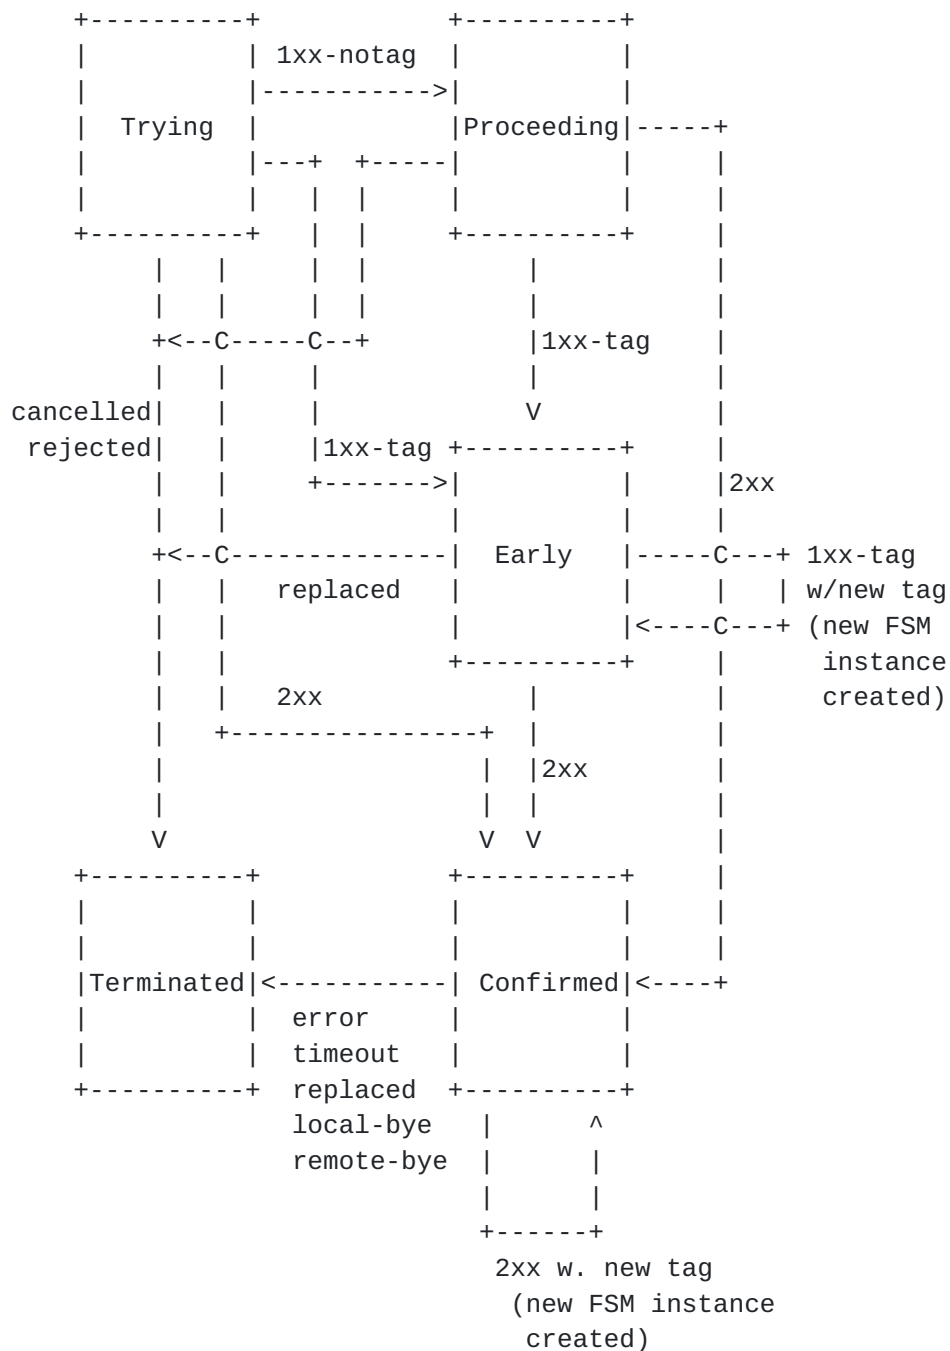 1xx-notag
Trying
Proceeding
C C
1xx-tag
cancelled
rejected
1xx-tag
2xx
C Early C 1xx-tag
replaced w/new tag
C (new FSM
instance
2xx created)
2xx
Terminated Confirmed
error
timeout
replaced
local-bye
remote-bye
2xx w. new tag
(new FSM instance
created)